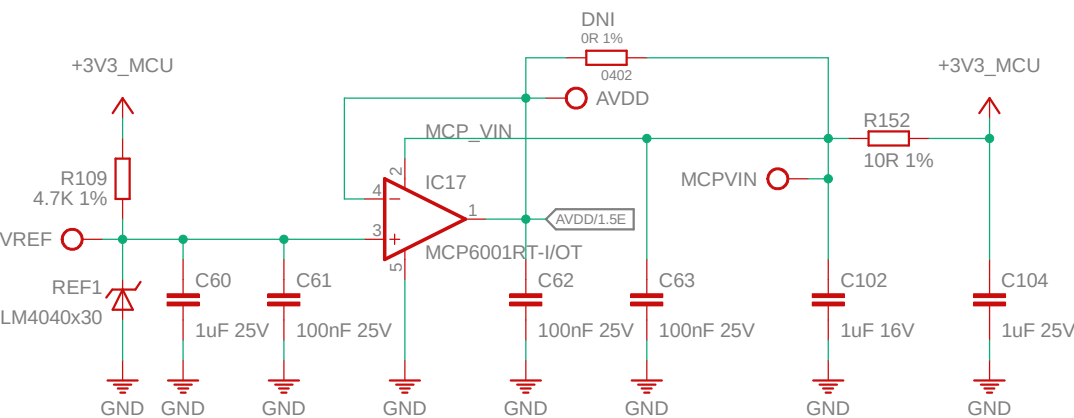 DNI
0R 1%
0402
+3V3_MCU
+3V3_MCU
AVDD
R152
10R 1%
MCP_VIN
2
IC17
4
R109
4.7K 1%
MCPVIN
1
AVDD/1.5E
3
VREF
5
MCP6001RT-I/OT
REF1
LM4040x30
C60
1uF 25V
C61
100nF 25V
C62
100nF 25V
C63
100nF 25V
C102
1uF 16V
C104
1uF 25V
GND
GND
GND
GND
GND
GND
GND
GND